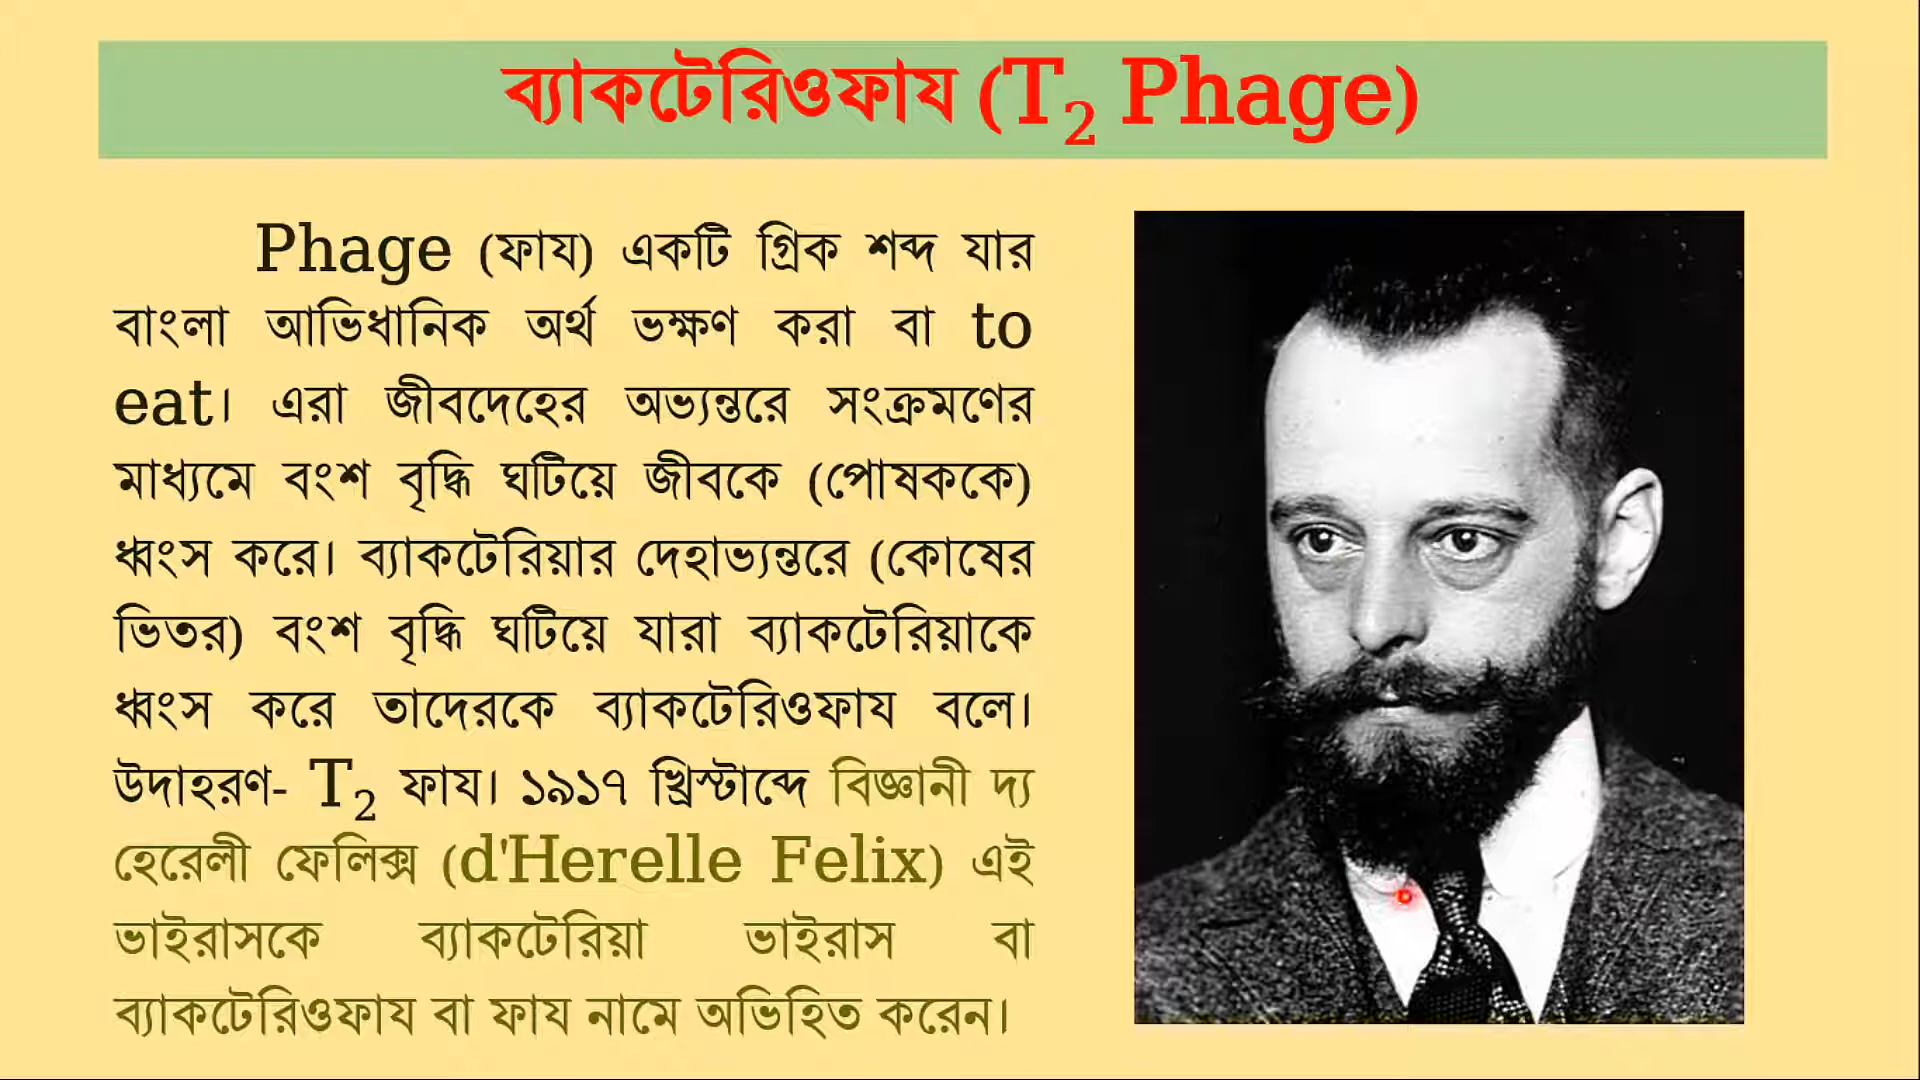 ব্যাকটেরিওফায (T₂ Phage)
Phage (ফায) একটি গ্রিক শব্দ যার
বাংলা আভিধানিক অর্থ ভক্ষণ করা বা to
eat। এরা জীবদেহের অভ্যন্তরে সংক্রমণের
মাধ্যমে বংশ বৃদ্ধি ঘটিয়ে জীবকে (পোষককে)
ধ্বংস করে। ব্যাকটেরিয়ার দেহাভ্যন্তরে (কোষের
ভিতর) বংশ বৃদ্ধি ঘটিয়ে যারা ব্যাকটেরিয়াকে
ধ্বংস করে তাদেরকে ব্যাকটেরিওফায বলে।
উদাহরণ- T₂ ফায। ১৯১৭ খ্রিস্টাব্দে বিজ্ঞানী দ্য
হেরেলী ফেলিক্স (d'Herelle Felix) এই
ভাইরাসকে ব্যাকটেরিয়া ভাইরাস বা
ব্যাকটেরিওফায বা ফায নামে অভিহিত করেন।